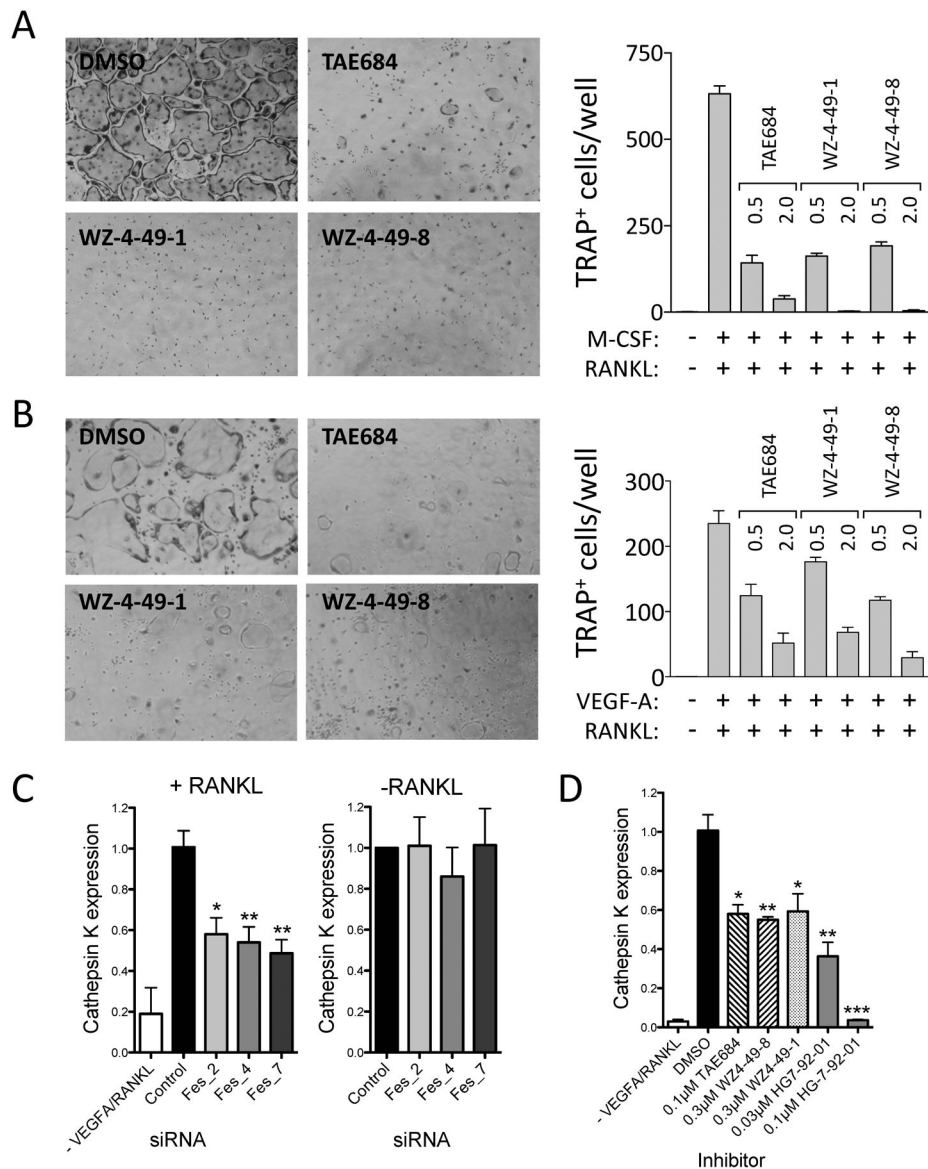 A
DMSO
TAE684
WZ-4-49-1
WZ-4-49-8
TRAP+ cells/well
750
500
250
0
TAE684
WZ-4-49-1
WZ-4-49-8
0.5 2.0 0.5 2.0 0.5 2.0
M-CSF: - + + + + + + +
RANKL: - + + + + + + +
B
DMSO
TAE684
WZ-4-49-1
WZ-4-49-8
TRAP+ cells/well
300
200
100
0
TAE684
WZ-4-49-1
WZ-4-49-8
0.5 2.0 0.5 2.0 0.5 2.0
VEGF-A: - + + + + + + +
RANKL: - + + + + + + +
C
+ RANKL
Cathepsin K expression
1.2
1.0
0.8
0.6
0.4
0.2
0.0
* ** **
- VEGFA/RANKL
Control
Fes_2
Fes_4
Fes_7
siRNA
-RANKL
Cathepsin K expression
1.2
1.0
0.8
0.6
0.4
0.2
0.0
Control
Fes_2
Fes_4
Fes_7
siRNA
D
Cathepsin K expression
1.2
1.0
0.8
0.6
0.4
0.2
0.0
* ** * ** ***
- VEGFA/RANKL
DMSO
0.1µM TAE684
0.3µM WZ4-49-8
0.3µM WZ4-49-1
0.03µM HG7-92-01
0.1µM HG-7-92-01
Inhibitor